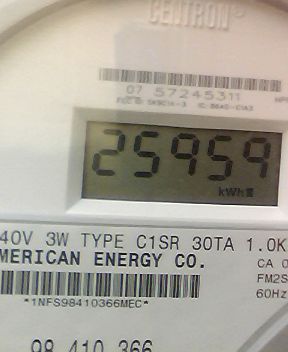 CENTRON®
07 57245311
25959
kWh
40V 3W TYPE C1SR 30TA 1.0K
MERICAN ENERGY CO.
CA 0
FM2S
60Hz
*1NFS98410366MEC*
98 410 366